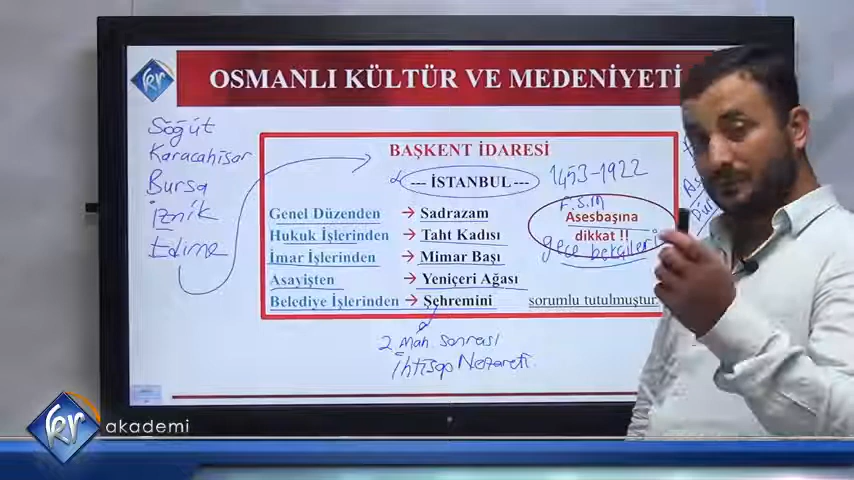 OSMANLI KÜLTÜR VE MEDENİYETİ
Söğüt
Karacahisar
Bursa
İznik
Edirne
BAŞKENT İDARESİ
--- İSTANBUL ---
1453-1922
F.S.M
Genel Düzenden → Sadrazam
Hukuk İşlerinden → Taht Kadısı
İmar İşlerinden → Mimar Başı
Asayişten → Yeniçeri Ağası
Belediye İşlerinden → Şehremini
Asesbaşına
dikkat !!
gece bekçileri
sorumlu tutulmuştur.
2. Mah sonrası
İhtisap Nezareti
kr
kr akademi